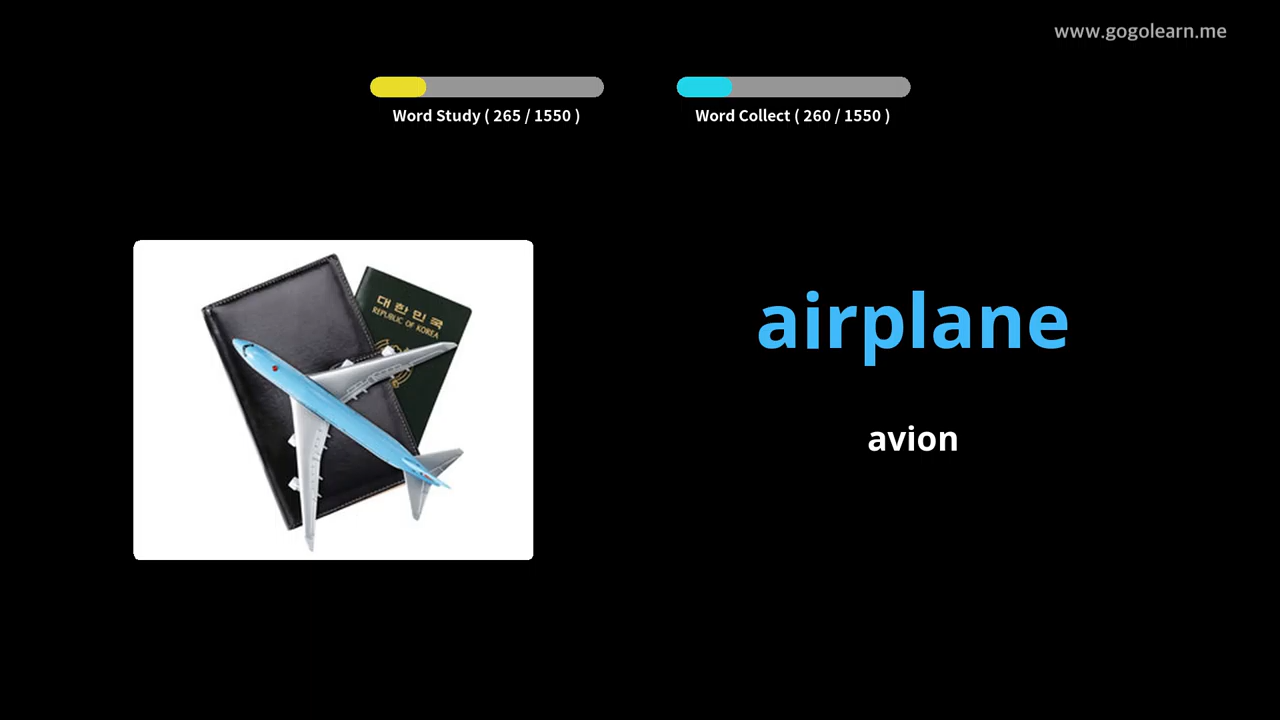 www.gogolearn.me
Word Study ( 265 / 1550 )
Word Collect ( 260 / 1550 )
대한민국
REPUBLIC OF KOREA
airplane
avion